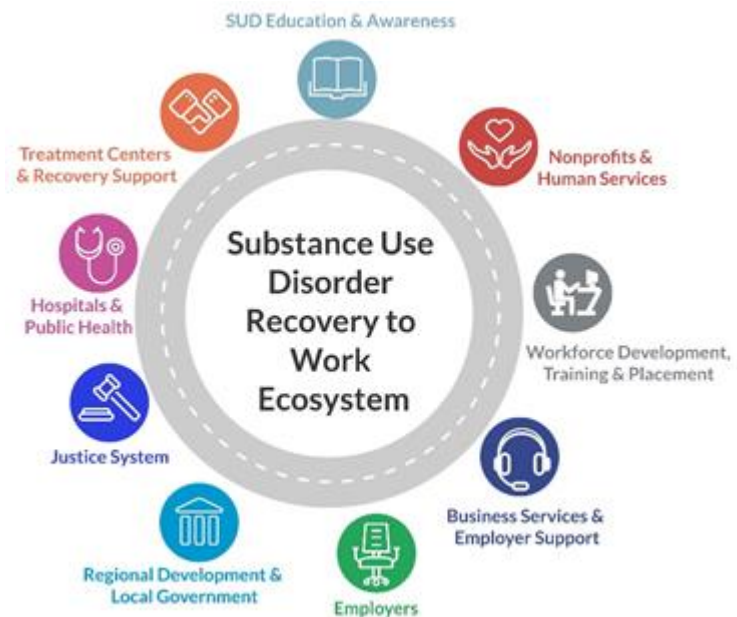 SUD Education & Awareness
Nonprofits &
Human Services
Workforce Development,
Training & Placement
Business Services &
Employer Support
Employers
Regional Development &
Local Government
Justice System
Hospitals &
Public Health
Treatment Centers
& Recovery Support
Substance Use
Disorder
Recovery to
Work
Ecosystem